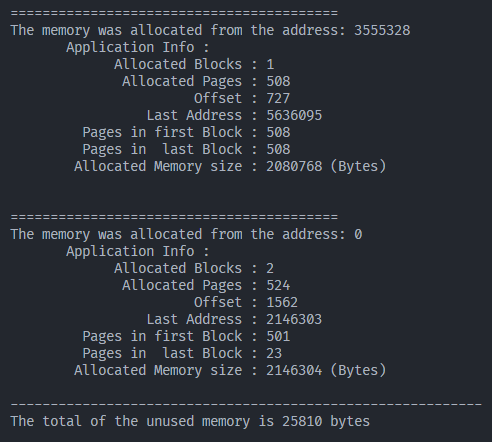 =========================================
The memory was allocated from the address: 3555328
Application Info :
Allocated Blocks : 1
Allocated Pages : 508
Offset : 727
Last Address : 5636095
Pages in first Block : 508
Pages in  last Block : 508
Allocated Memory size : 2080768 (Bytes)
=========================================
The memory was allocated from the address: 0
Application Info :
Allocated Blocks : 2
Allocated Pages : 524
Offset : 1562
Last Address : 2146303
Pages in first Block : 501
Pages in  last Block : 23
Allocated Memory size : 2146304 (Bytes)
-----------------------------------------------------------
The total of the unused memory is 25810 bytes